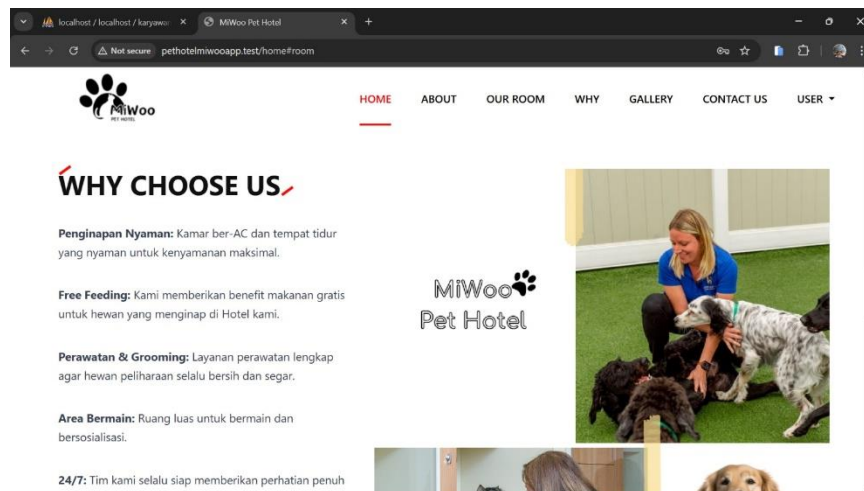 localhost / localhost / karyawan
MiWoo Pet Hotel
Not secure
pethotelmiwooapp.test/home#room
MiWoo
PET HOTEL
HOME
ABOUT
OUR ROOM
WHY
GALLERY
CONTACT US
USER
WHY CHOOSE US
Penginapan Nyaman: Kamar ber-AC dan tempat tidur
yang nyaman untuk kenyamanan maksimal.
Free Feeding: Kami memberikan benefit makanan gratis
untuk hewan yang menginap di Hotel kami.
Perawatan & Grooming: Layanan perawatan lengkap
agar hewan peliharaan selalu bersih dan segar.
Area Bermain: Ruang luas untuk bermain dan
bersosialisasi.
24/7: Tim kami selalu siap memberikan perhatian penuh
MiWoo
Pet Hotel